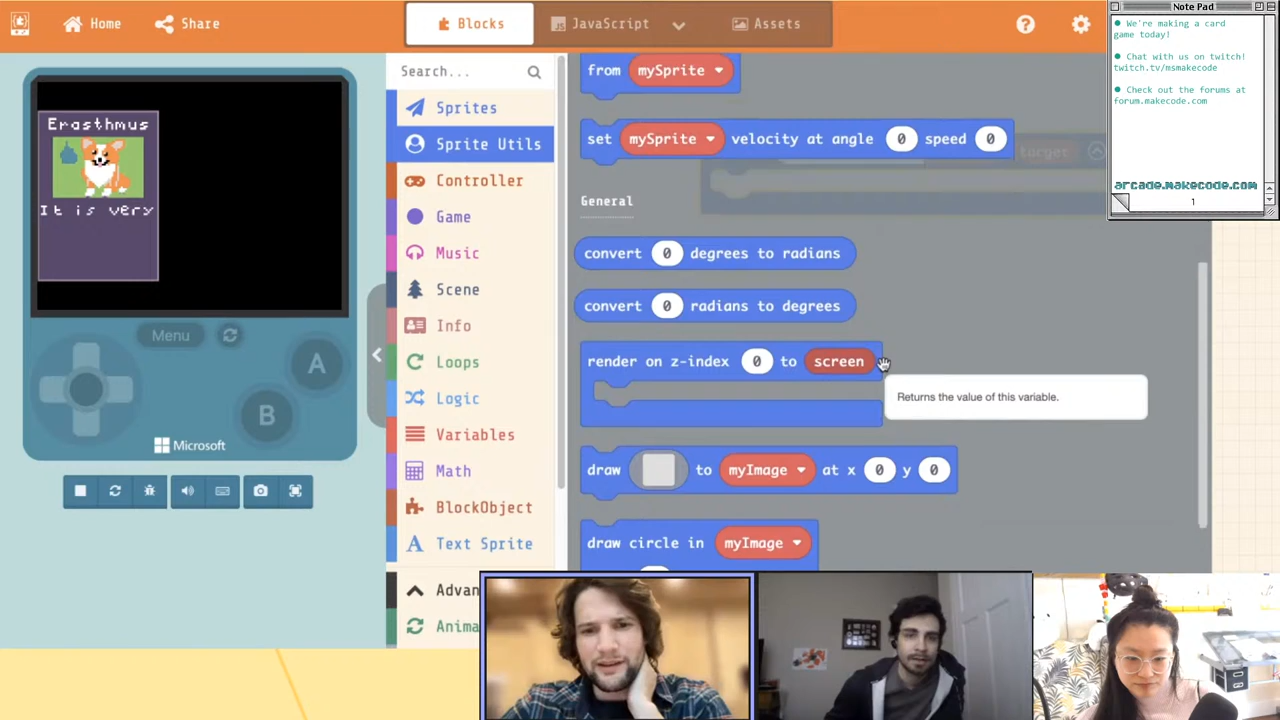 Home
Share
Blocks
JavaScript
Assets
Note Pad
We're making a card
game today!
Chat with us on twitch!
twitch.tv/msmakecode
Check out the forums at
forum.makecode.com
arcade.makecode.com
1
Erasthmus
It is very
Menu
A
B
Microsoft
Search...
Sprites
Sprite Utils
Controller
Game
Music
Scene
Info
Loops
Logic
Variables
Math
BlockObject
Text Sprite
Advan
Anima
from mySprite
set mySprite velocity at angle 0 speed 0
target
General
convert 0 degrees to radians
convert 0 radians to degrees
render on z-index 0 to screen
Returns the value of this variable.
draw to myImage at x 0 y 0
draw circle in myImage